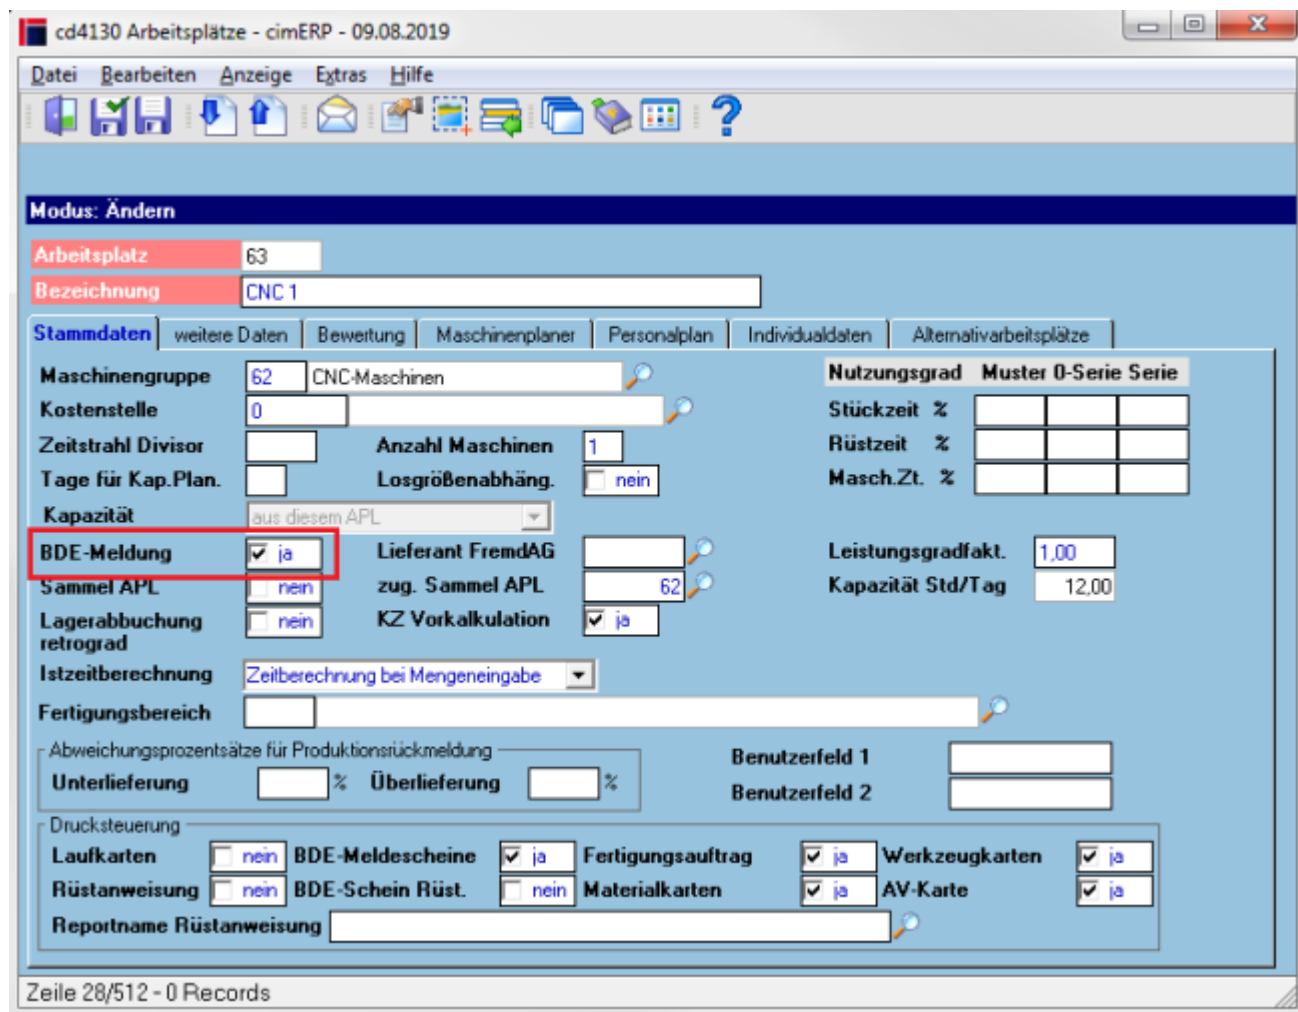 cd4130 Arbeitsplätze - cimERP - 09.08.2019
Datei Bearbeiten Anzeige Extras Hilfe
Modus: Ändern
Arbeitsplatz 63
Bezeichnung CNC 1
Stammdaten weitere Daten Bewertung Maschinenplaner Personalplan Individualdaten Alternativarbeitsplätze
Maschinengruppe 62 CNC-Maschinen Nutzungsgrad Muster 0-Serie Serie
Kostenstelle 0 Stückzeit %
Zeitstrahl Divisor Anzahl Maschinen 1 Rüstzeit %
Tage für Kap.Plan. Losgrößenabhäng. nein Masch.Zt. %
Kapazität aus diesem APL
BDE-Meldung ja Lieferant FremdAG Leistungsgradfakt. 1,00
Sammel APL nein zug. Sammel APL 62 Kapazität Std/Tag 12,00
Lagerabbuchung nein KZ Vorkalkulation ja
retrograd
Istzeitberechnung Zeitberechnung bei Mengeneingabe
Fertigungsbereich
Abweichungsprozentsätze für Produktionsrückmeldung
Benutzerfeld 1
Unterlieferung % Überlieferung %
Benutzerfeld 2
Drucksteuerung
Laufkarten nein BDE-Meldescheine ja Fertigungsauftrag ja Werkzeugkarten ja
Rüstanweisung nein BDE-Schein Rüst. nein Materialkarten ja AV-Karte ja
Reportname Rüstanweisung
Zeile 28/512 - 0 Records